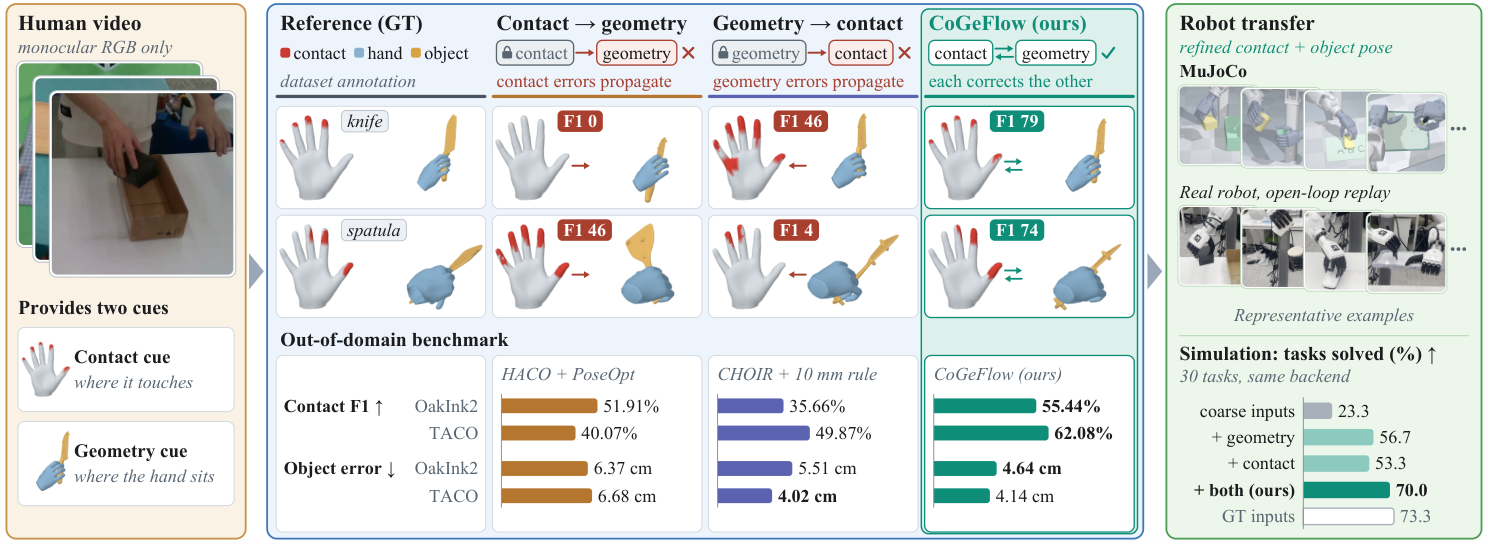 Human video
monocular RGB only
Provides two cues
Contact cue
where it touches
Geometry cue
where the hand sits
Reference (GT)
contact hand object
dataset annotation
Contact → geometry
contact → geometry ✕
contact errors propagate
Geometry → contact
geometry → contact ✕
geometry errors propagate
CoGeFlow (ours)
contact ⇄ geometry ✓
each corrects the other
knife
F1 0
F1 46
F1 79
spatula
F1 46
F1 4
F1 74
Out-of-domain benchmark
HACO + PoseOpt
CHOIR + 10 mm rule
CoGeFlow (ours)
Contact F1 ↑ OakInk2 51.91% 35.66% 55.44%
TACO 40.07% 49.87% 62.08%
Object error ↓ OakInk2 6.37 cm 5.51 cm 4.64 cm
TACO 6.68 cm 4.02 cm 4.14 cm
Robot transfer
refined contact + object pose
MuJoCo
A B C
•••
Real robot, open-loop replay
•••
Representative examples
Simulation: tasks solved (%) ↑
30 tasks, same backend
coarse inputs 23.3
+ geometry 56.7
+ contact 53.3
+ both (ours) 70.0
GT inputs 73.3